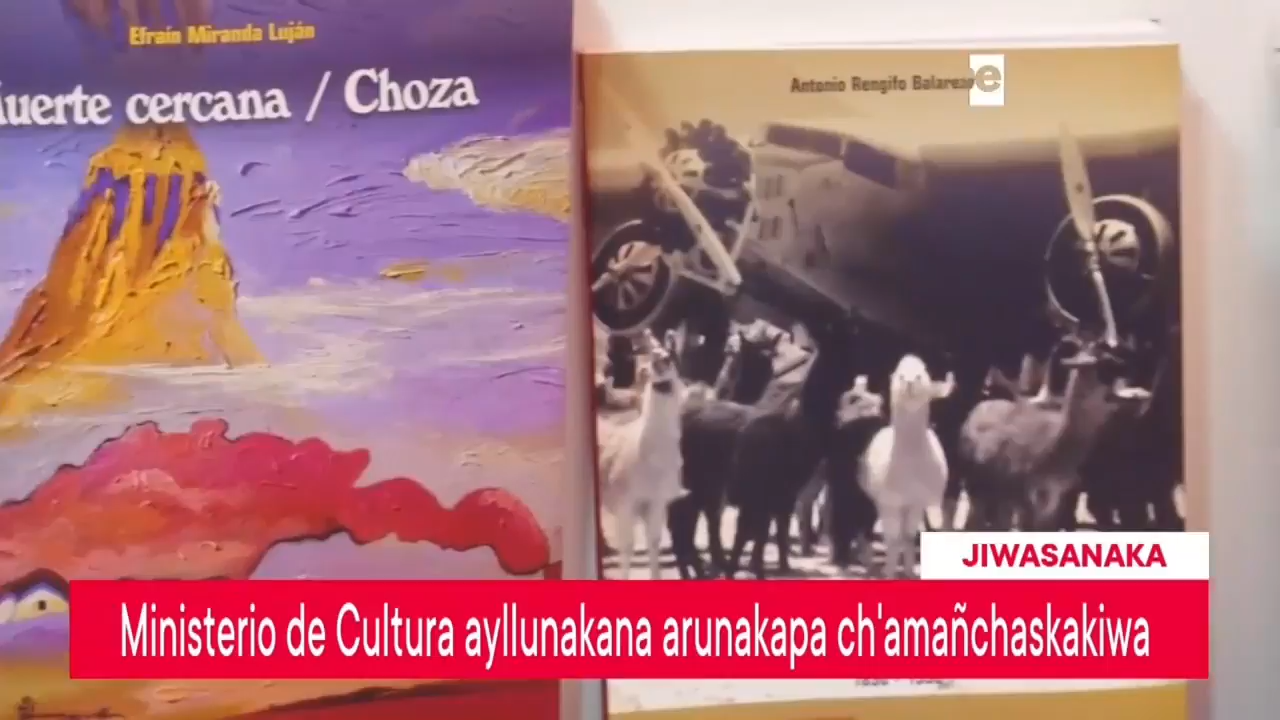 Efraín Miranda Luján
uerte cercana / Choza
Antonio Rengifo Balarezo
e
JIWASANAKA
Ministerio de Cultura ayllunakana arunakapa ch'amañchaskakiwa